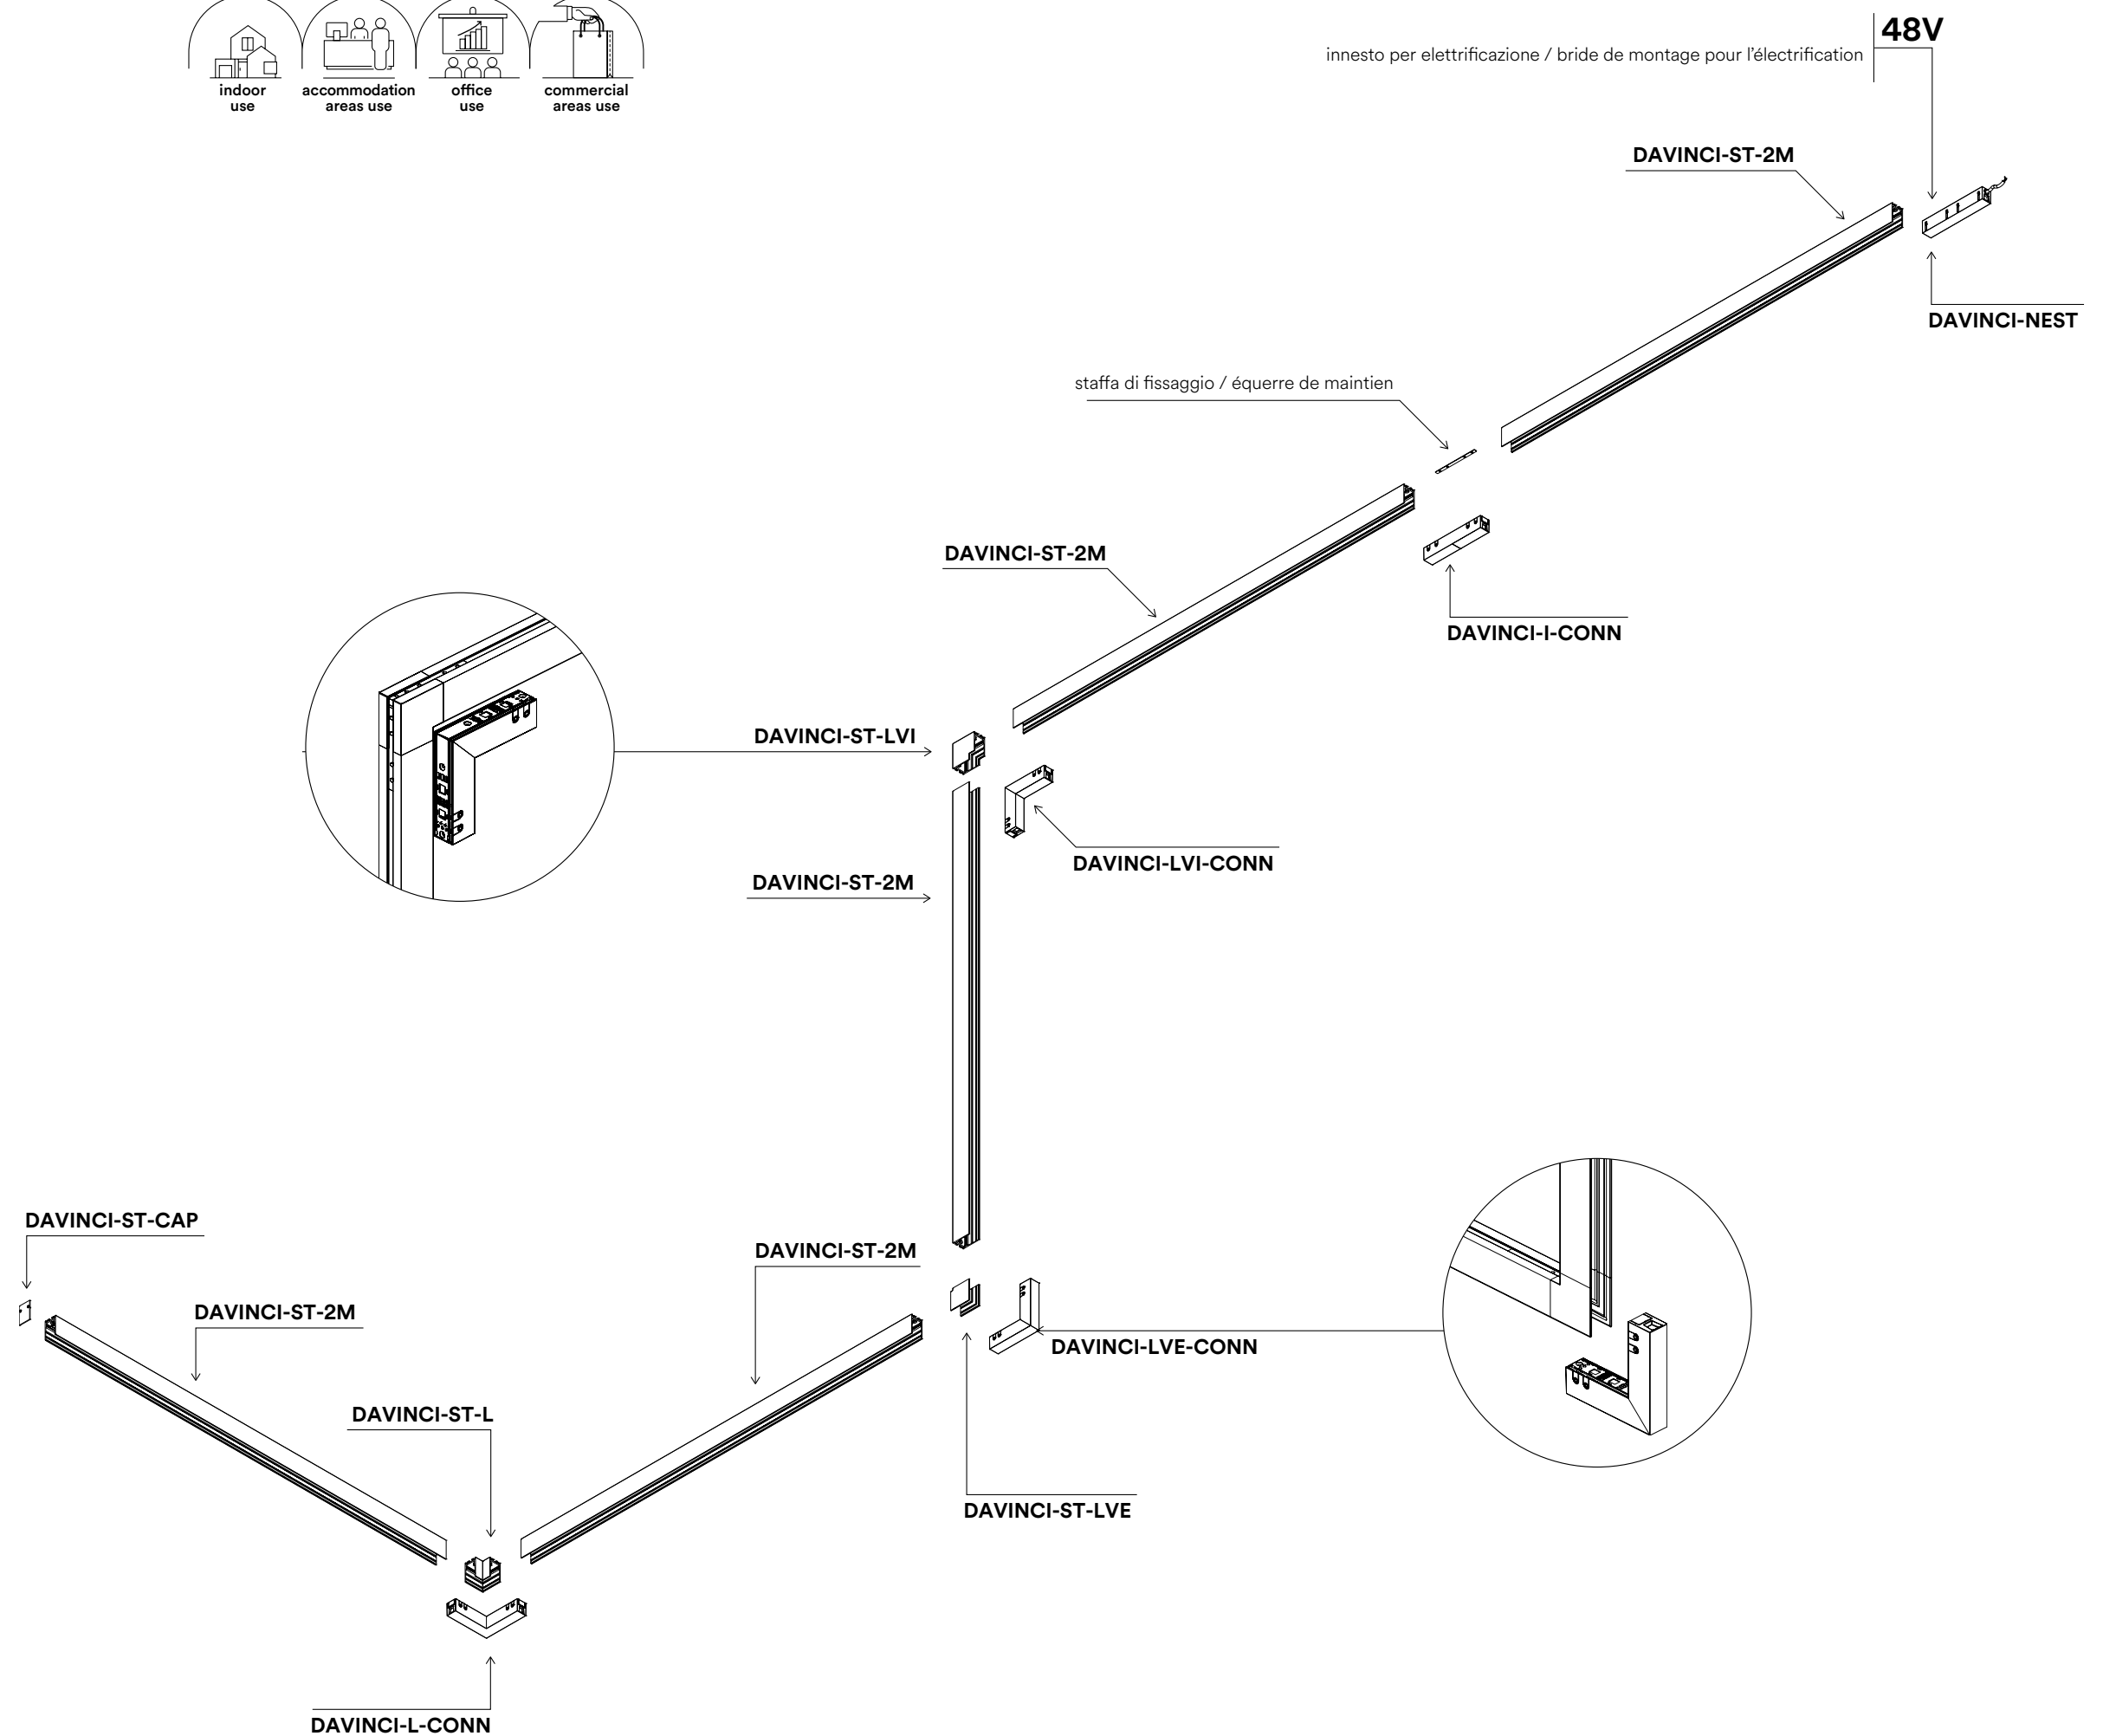 indoor
use
accommodation
areas use
office
use
commercial
areas use
48V
innesto per elettrificazione / bride de montage pour l’électrification
DAVINCI-ST-2M
DAVINCI-NEST
staffa di fissaggio / équerre de maintien
DAVINCI-ST-2M
DAVINCI-I-CONN
DAVINCI-ST-LVI
DAVINCI-LVI-CONN
DAVINCI-ST-2M
DAVINCI-ST-CAP
DAVINCI-ST-2M
DAVINCI-ST-2M
DAVINCI-LVE-CONN
DAVINCI-ST-L
DAVINCI-ST-LVE
DAVINCI-L-CONN